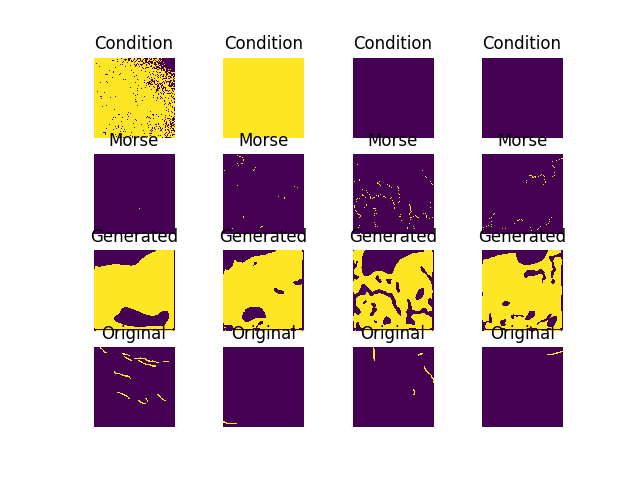 Condition Condition Condition Condition
Morse Morse Morse Morse
Generated Generated Generated Generated
Original Original Original Original